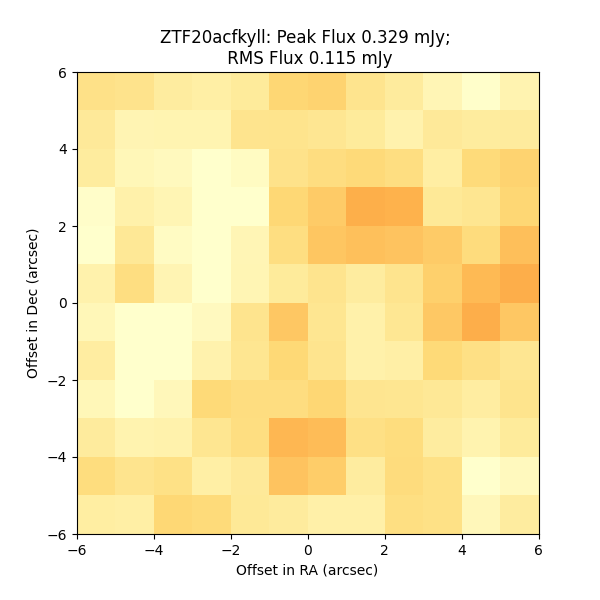 ZTF20acfkyll: Peak Flux 0.329 mJy;
RMS Flux 0.115 mJy
6
4
2
0
−2
−4
−6
Offset in Dec (arcsec)
−6 −4 −2 0 2 4 6
Offset in RA (arcsec)